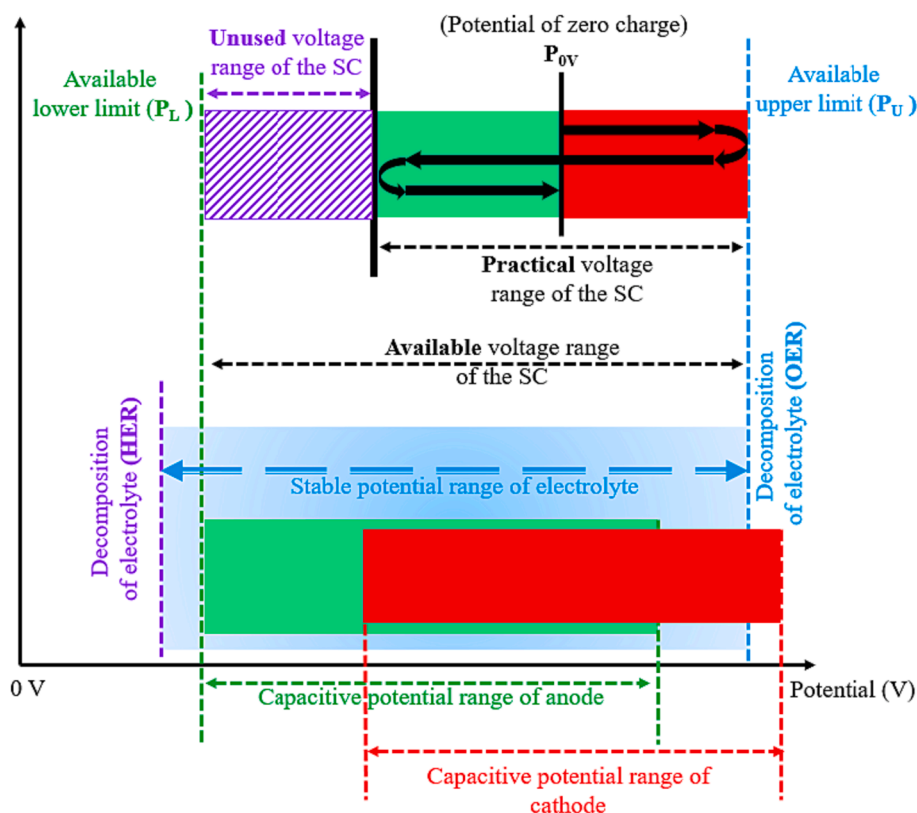 Unused voltage
range of the SC
(Potential of zero charge)
P0V
Available
lower limit (PL)
Available
upper limit (PU)
Practical voltage
range of the SC
Available voltage range
of the SC
Decomposition
of electrolyte (HER)
Decomposition
of electrolyte (OER)
Stable potential range of electrolyte
0 V
Potential (V)
Capacitive potential range of anode
Capacitive potential range of
cathode